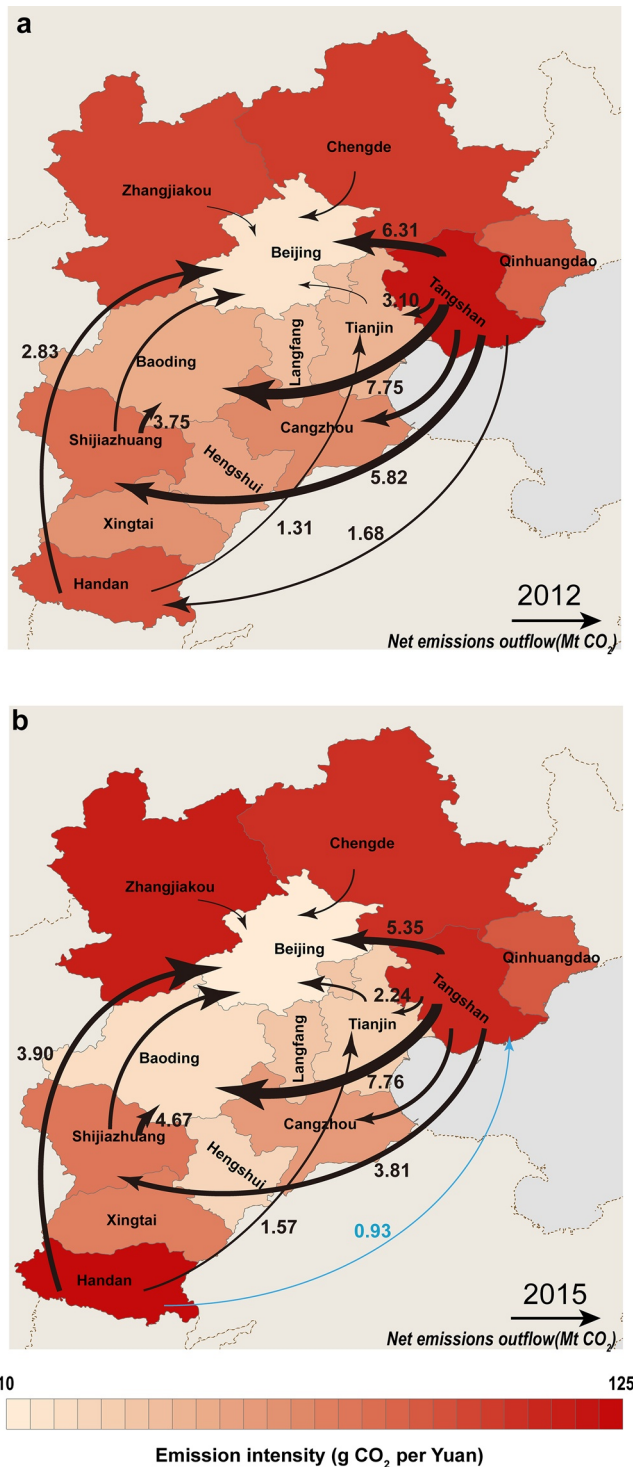 a
Chengde
Zhangjiakou
6.31
Beijing
Qinhuangdao
Tangshan
3.10
Tianjin
Langfang
2.83
Baoding
7.75
3.75
Cangzhou
Shijiazhuang
Hengshui
5.82
Xingtai
1.31
1.68
Handan
2012
Net emissions outflow(Mt CO₂)
b
Chengde
Zhangjiakou
5.35
Beijing
Qinhuangdao
Tangshan
2.24
Tianjin
Langfang
3.90
Baoding
7.76
4.67
Cangzhou
Shijiazhuang
Hengshui
3.81
Xingtai
1.57
0.93
Handan
2015
Net emissions outflow(Mt CO₂)
10
125
Emission intensity (g CO₂ per Yuan)